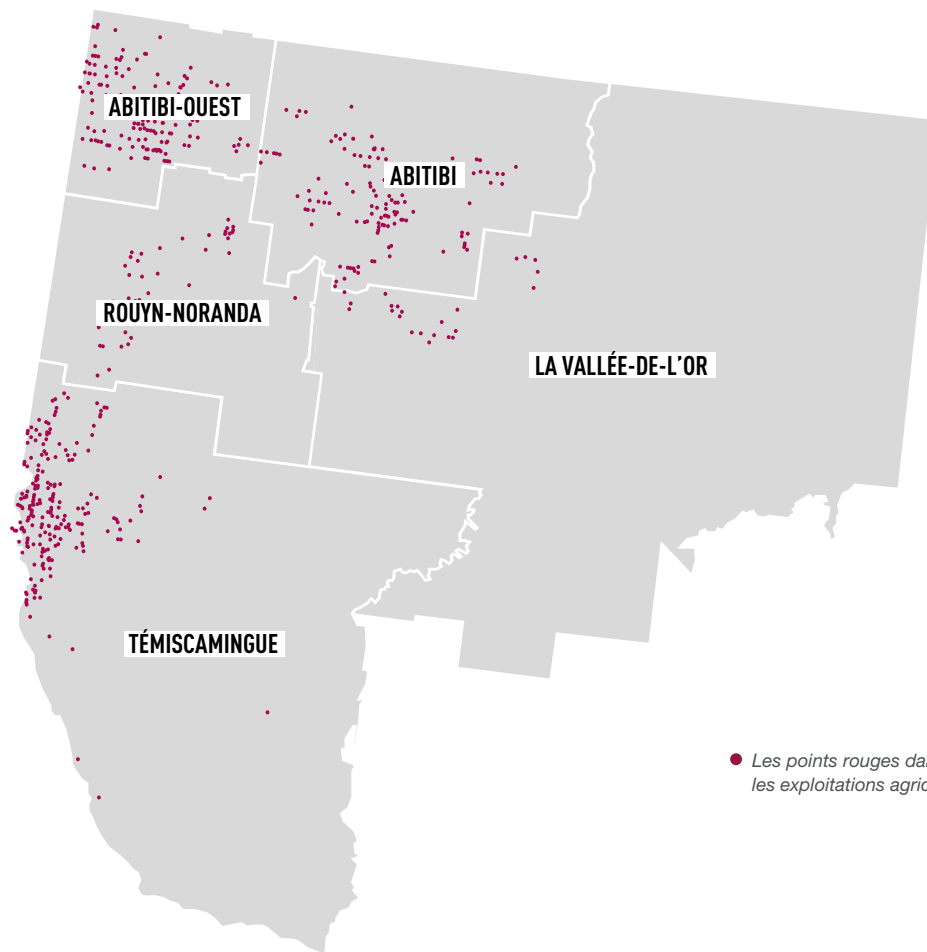 ABITIBI-OUEST
ABITIBI
ROUYN-NORANDA
LA VALLÉE-DE-L'OR
TÉMISCAMINGUE
Les points rouges
les exploitations